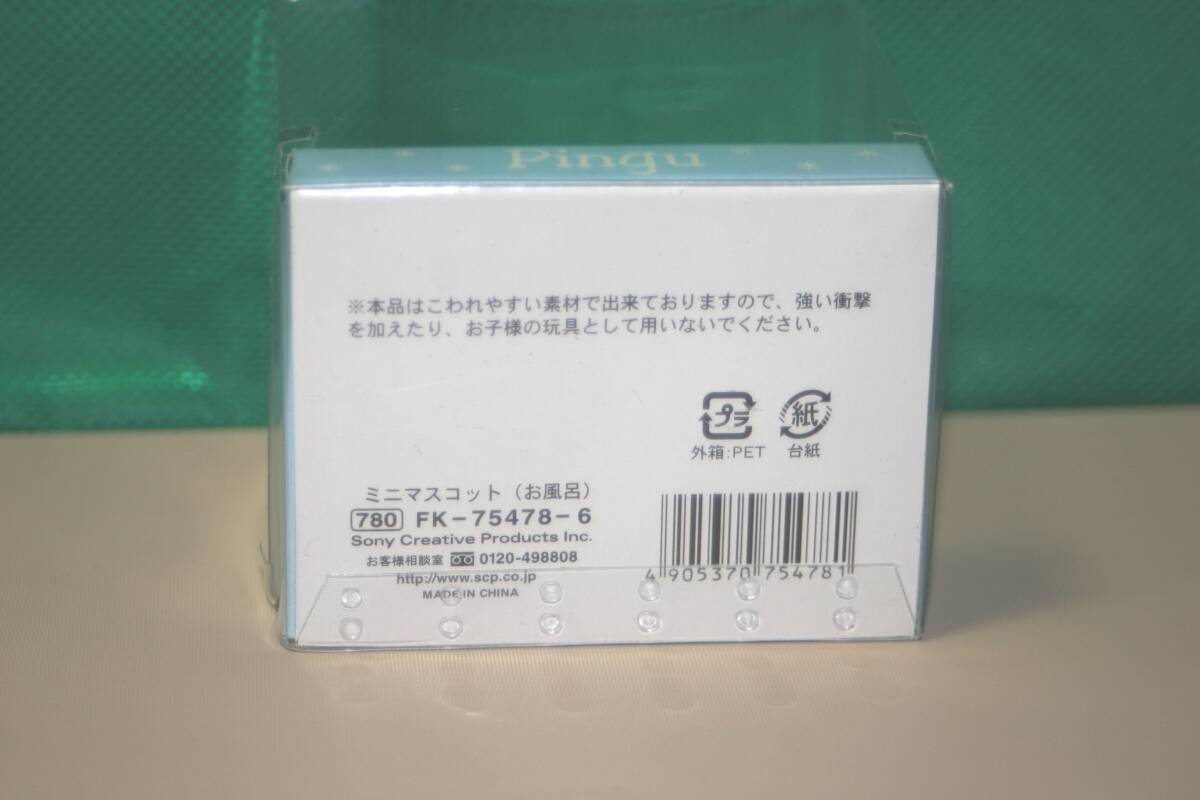 Pingu
※本品はこわれやすい素材で出来ておりますので、強い衝撃
を加えたり、お子様の玩具として用いないでください。
プラ 紙
外箱:PET 台紙
ミニマスコット(お風呂)
780 FK-75478-6
Sony Creative Products Inc.
お客様相談室 0120-498808
http://www.scp.co.jp
MADE IN CHINA
4 905370 754781